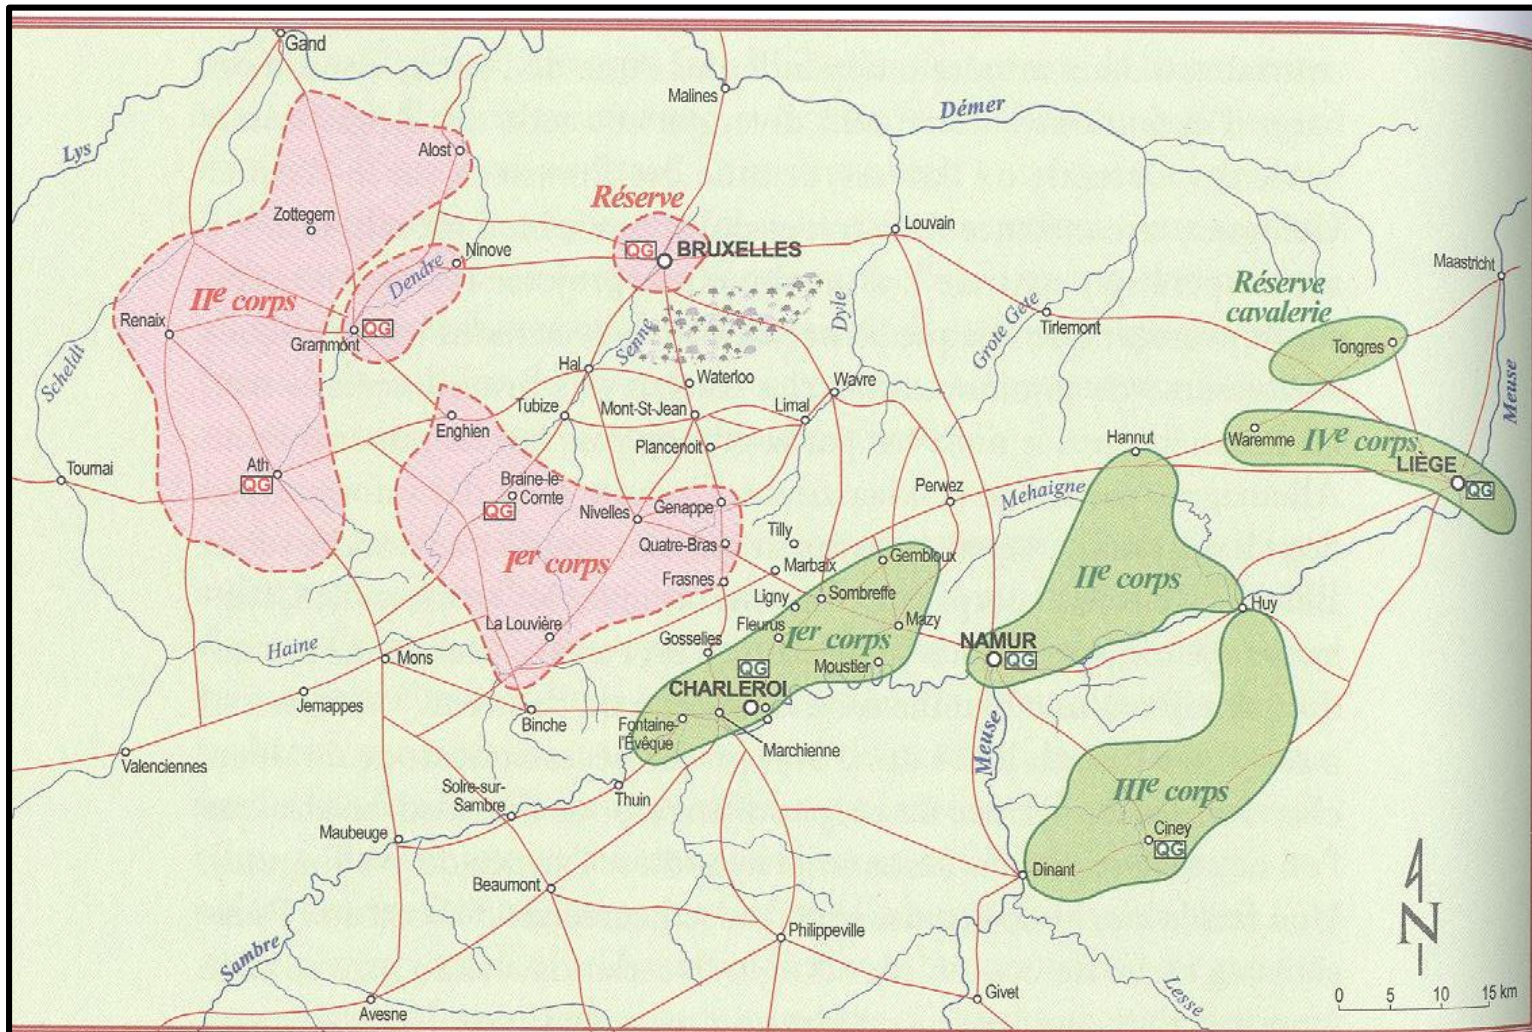 Gand
Malines
Démer
Lys
Alost
Réserve
Zottegem
Louvain
QG
BRUXELLES
Ninove
Dendre
Maastricht
IIe corps
Réserve
cavalerie
Renaix
QG
Grammont
Dyle
Grote Gete
Tirlemont
Senne
Tongres
Scheldt
Hal
Waterloo
Wavre
Meuse
Tubize
Mont-St-Jean
Limal
Enghien
Plancenoit
Hannut
Waremme
IVe corps
LIÈGE
QG
Tournai
Ath
QG
Braine-le-
Comte
QG
Nivelles
Genappe
Perwez
Mehaigne
Tilly
Quatre-Bras
Gembloux
Ier corps
Marbaix
Frasnes
Ligny
Sombreffe
IIe corps
Huy
La Louvière
Fleurus
Ier corps
Mazy
Gosselies
Haine
Mons
NAMUR
QG
QG
Moustier
CHARLEROI
Jemappes
Binche
Fontaine-
l'Evêque
Marchienne
Meuse
Valenciennes
Solre-sur-
Sambre
Thuin
IIIe corps
Maubeuge
Ciney
QG
Beaumont
Dinant
Philippeville
N
Sambre
Avesne
Givet
Lesse
0 5 10 15 km